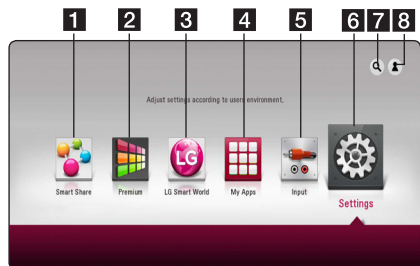 1 2 3 4 5 6 7 8
Adjust settings according to users environment.
LG
Smart Share Premium LG Smart World My Apps Input Settings